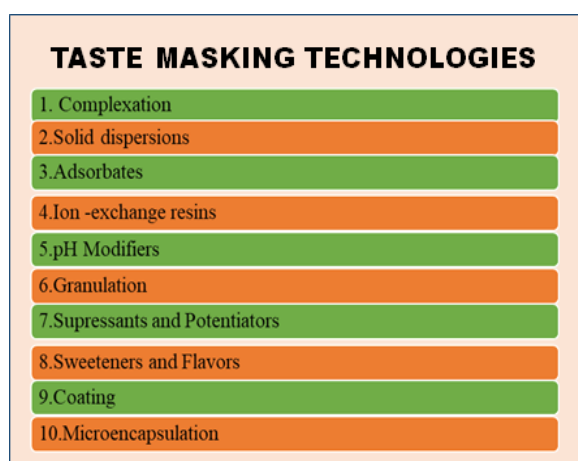 TASTE MASKING TECHNOLOGIES
1. Complexation
2.Solid dispersions
3.Adsorbates
4.Ion -exchange resins
5.pH Modifiers
6.Granulation
7.Supressants and Potentiators
8.Sweeteners and Flavors
9.Coating
10.Microencapsulation